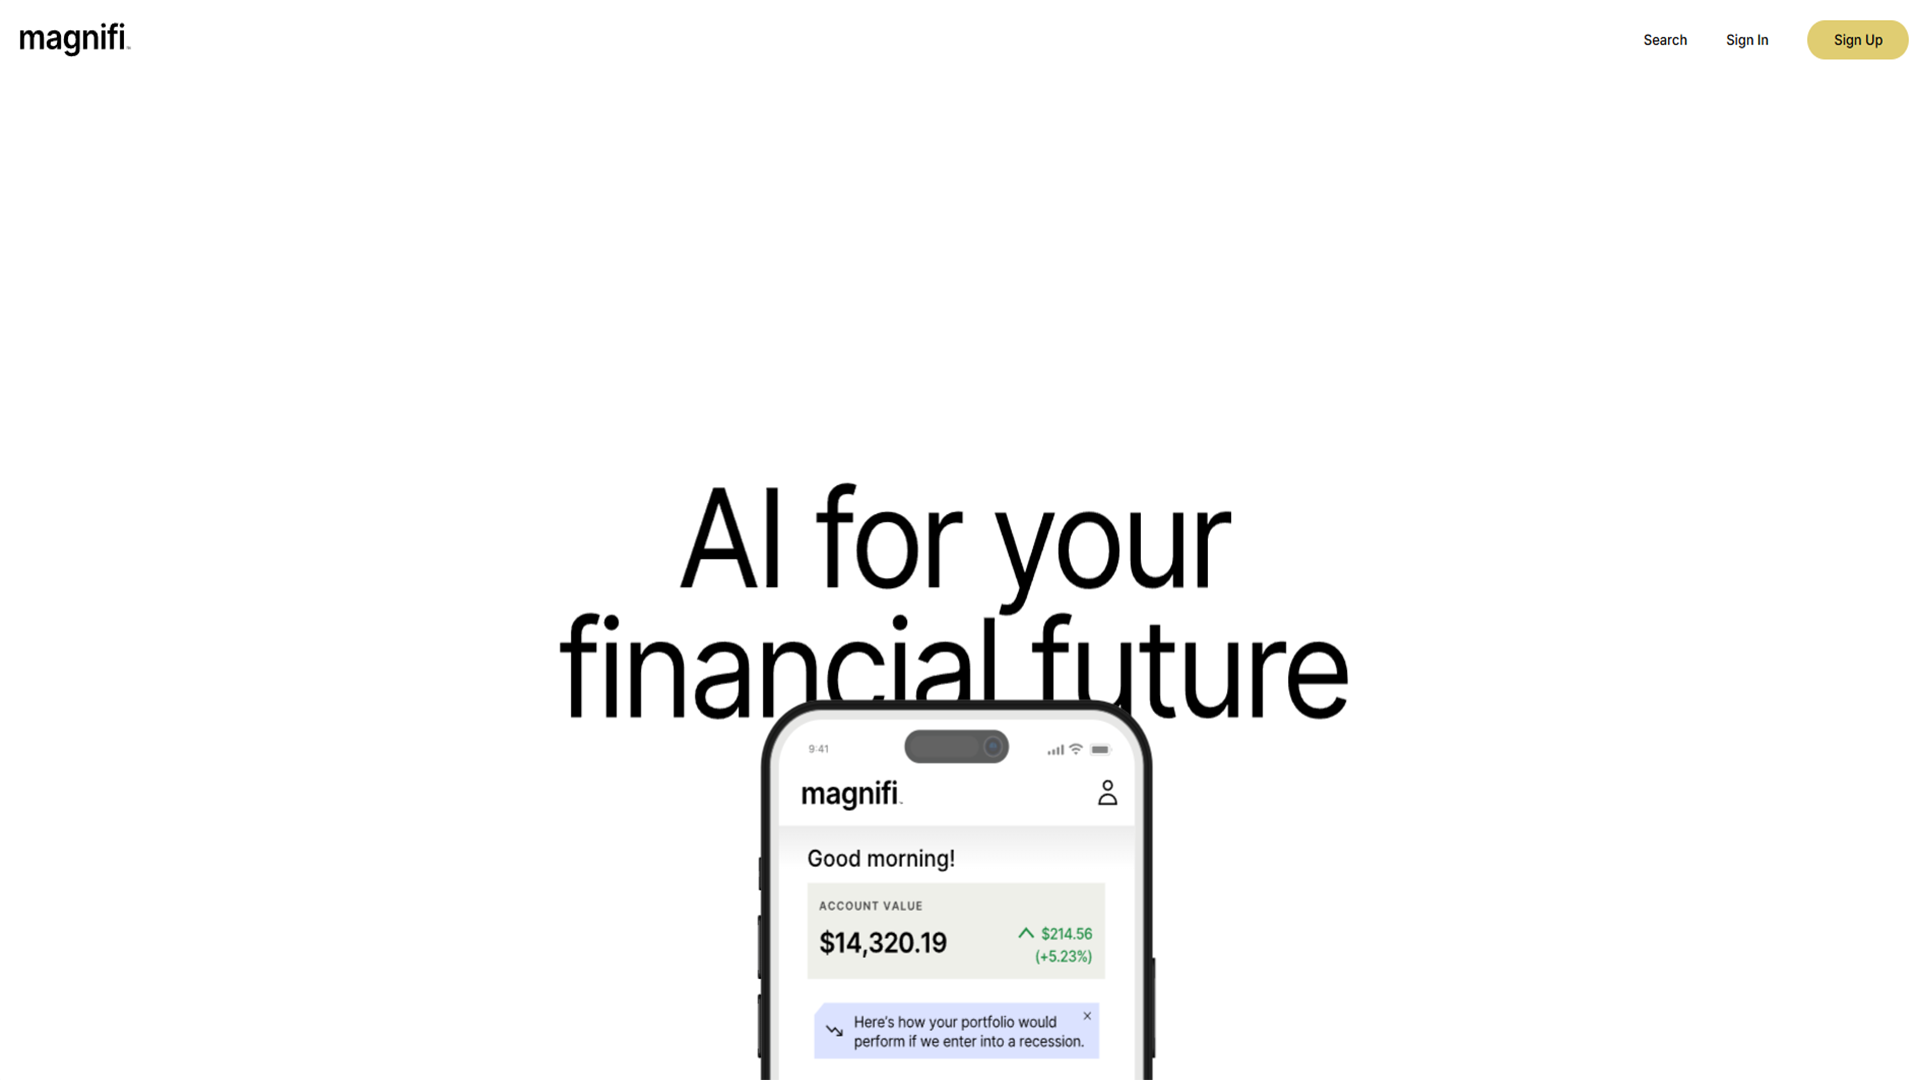 magnifi
Search
Sign In
Sign Up
AI for your
financial future
9:41
magnifi
Good morning!
ACCOUNT VALUE
$14,320.19
$214.56
(+5.23%)
Here's how your portfolio would
perform if we enter into a recession.